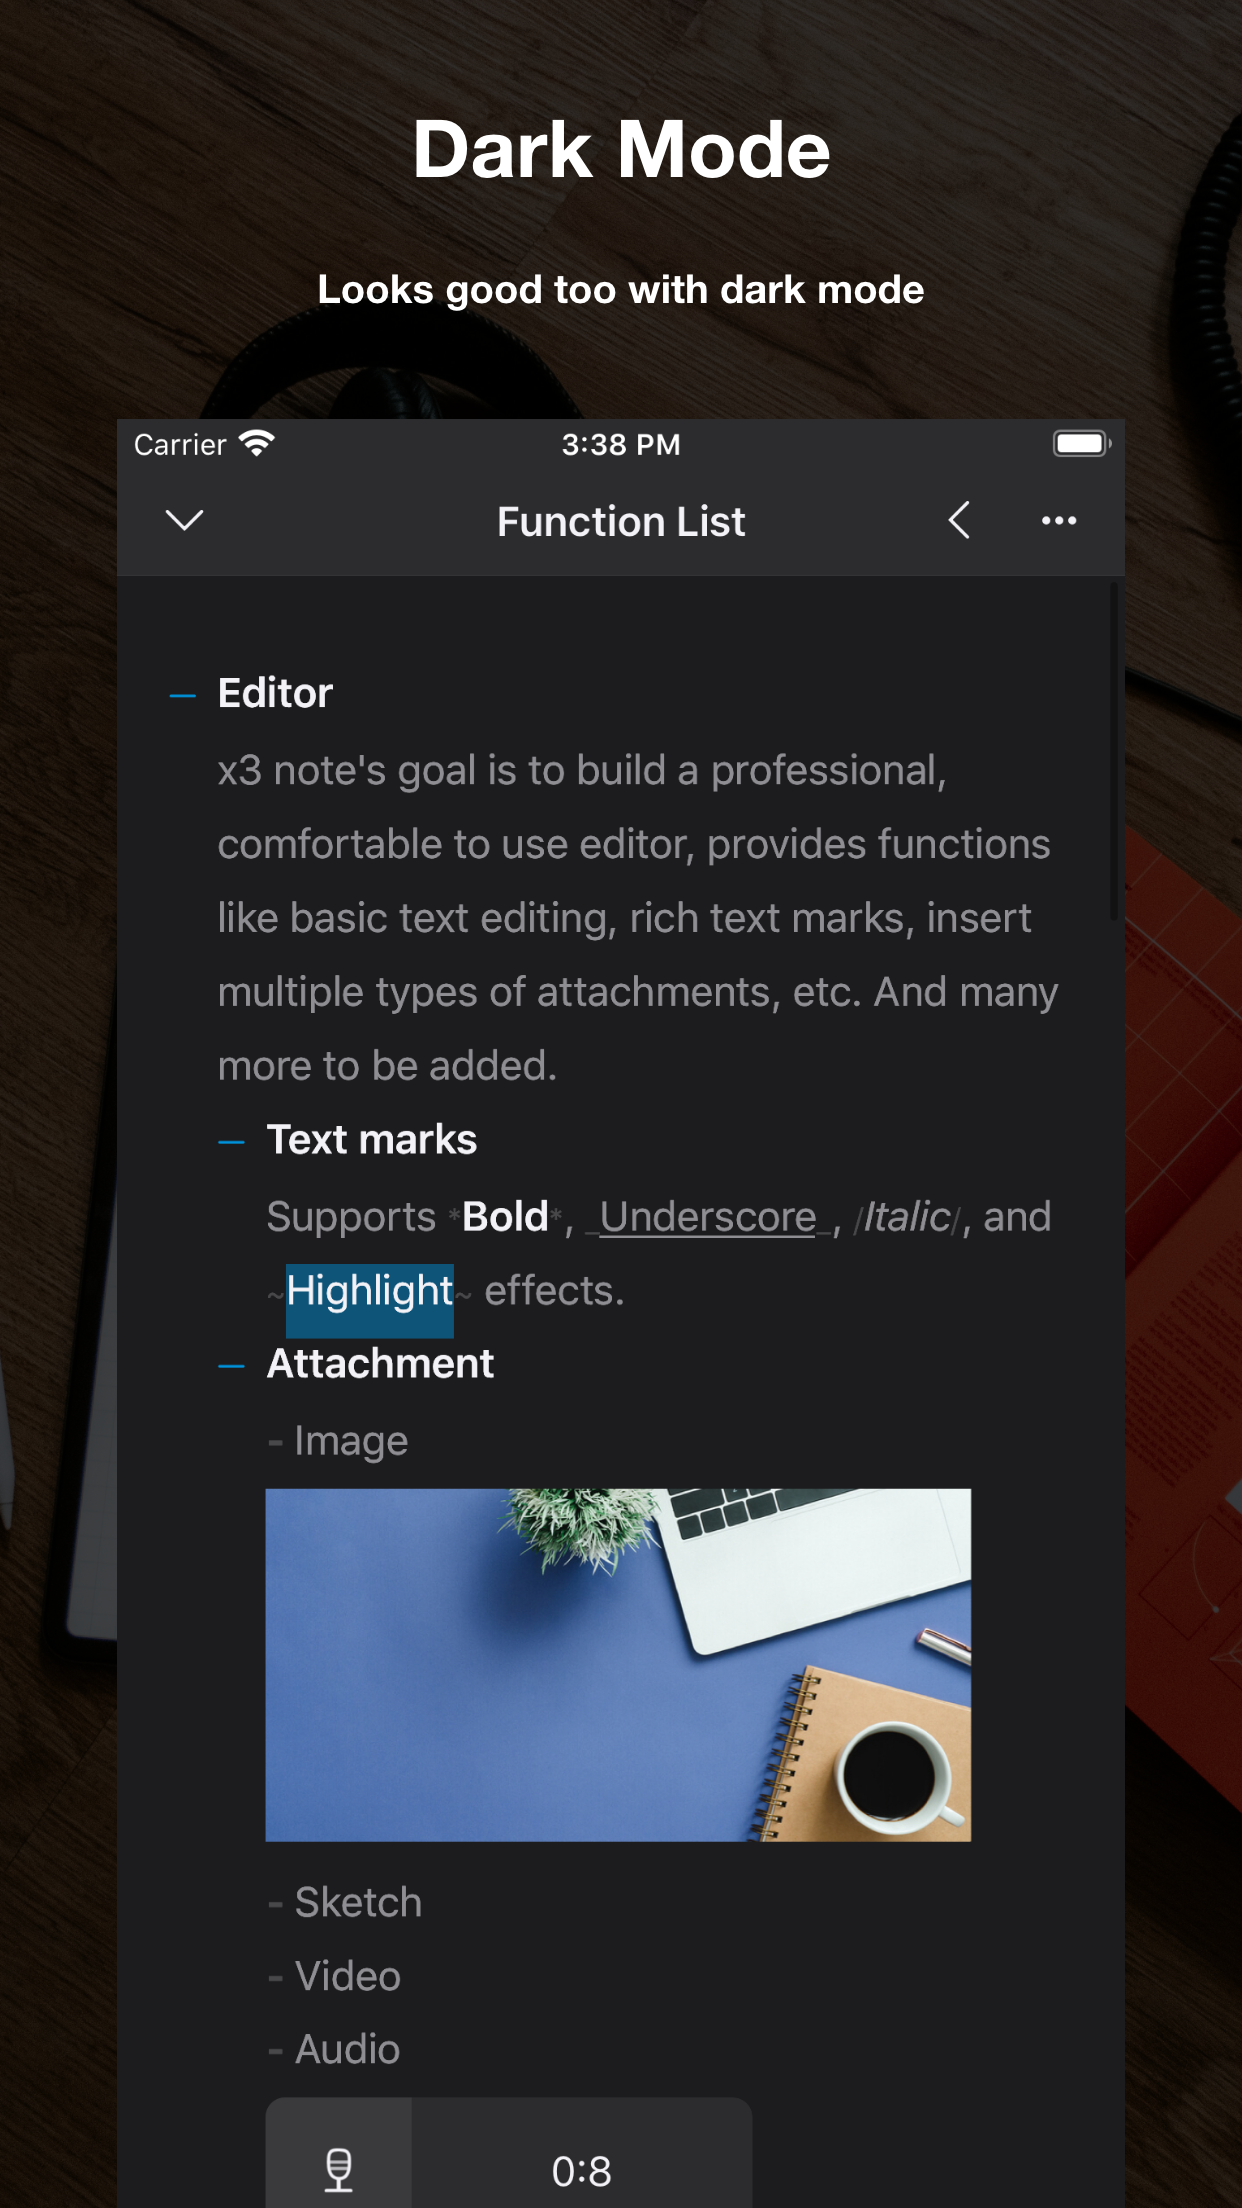 Dark Mode
Looks good too with dark mode
Carrier 3:38 PM
Function List
— Editor
x3 note's goal is to build a professional,
comfortable to use editor, provides functions
like basic text editing, rich text marks, insert
multiple types of attachments, etc. And many
more to be added.
— Text marks
Supports *Bold*, _Underscore_, /Italic/, and
~Highlight~ effects.
— Attachment
- Image
- Sketch
- Video
- Audio
0:8